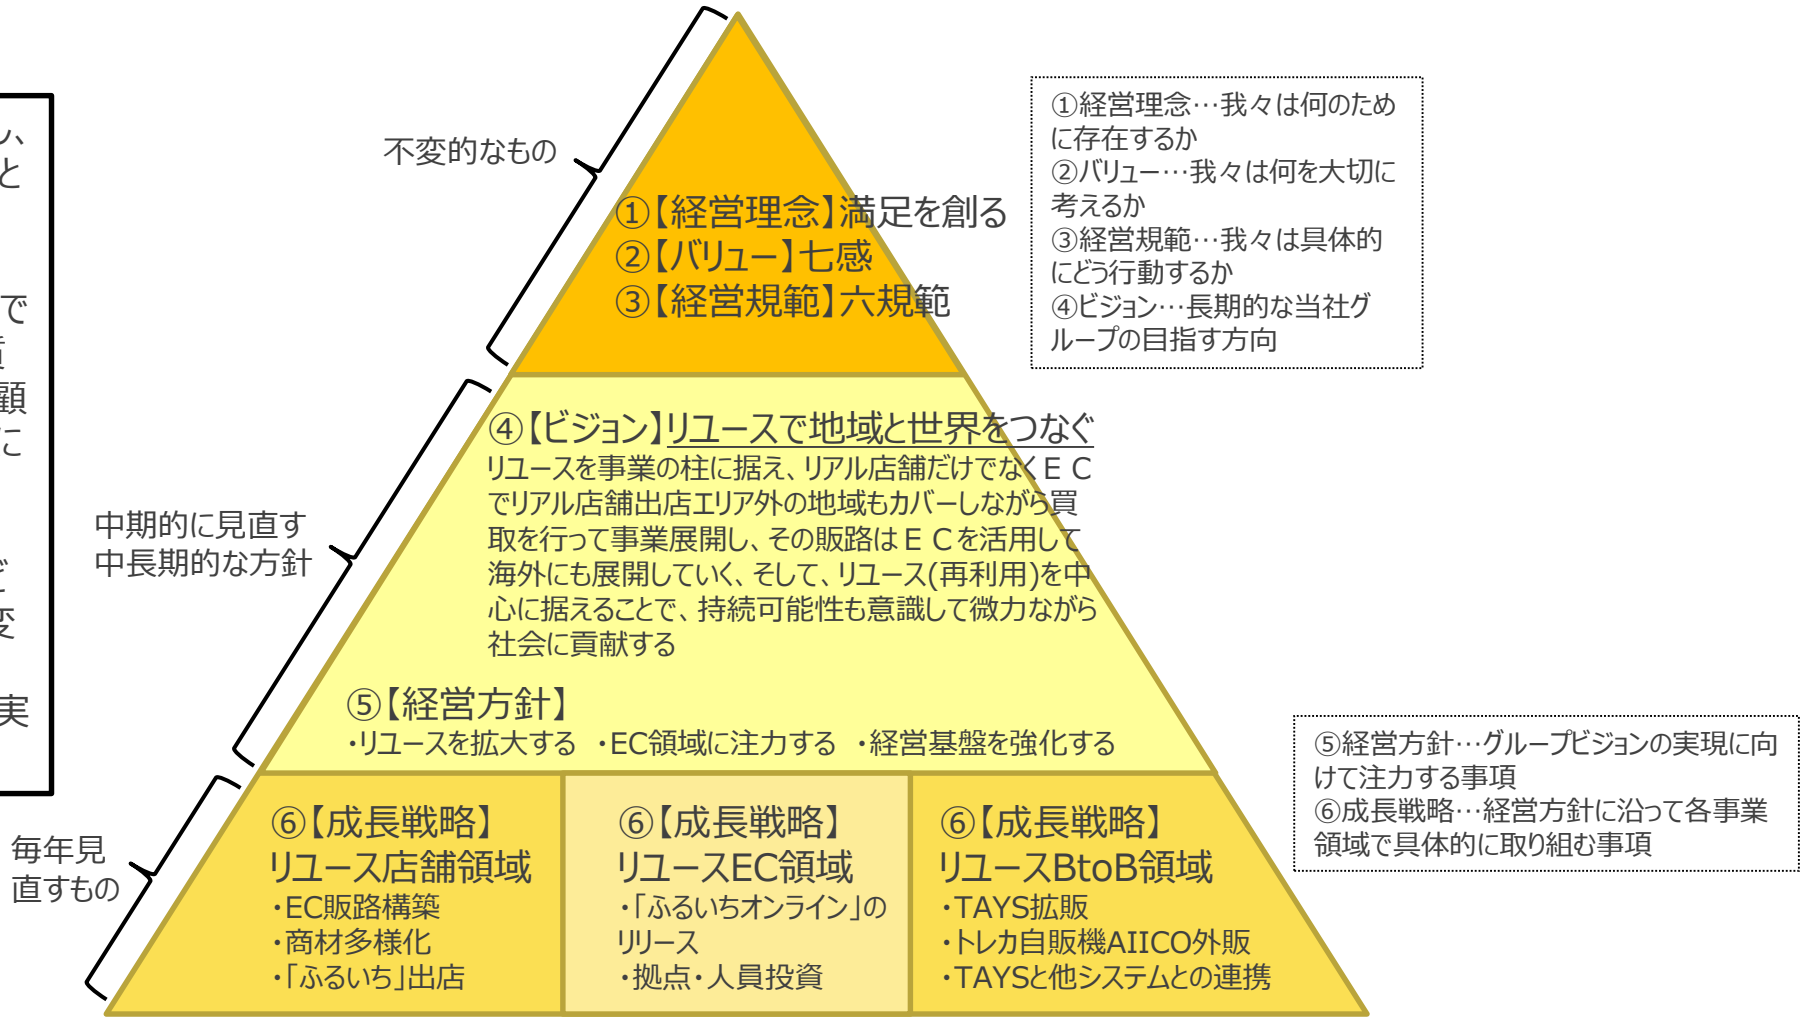 と
で
顧
に
変
実
不変的なもの
①【経営理念】満足を創る
②【バリュー】七感
③【経営規範】六規範
①経営理念…我々は何のため
に存在するか
②バリュー…我々は何を大切に
考えるか
③経営規範…我々は具体的
にどう行動するか
④ビジョン…長期的な当社グ
ループの目指す方向
中期的に見直す
中長期的な方針
④【ビジョン】リユースで地域と世界をつなぐ
リユースを事業の柱に据え、リアル店舗だけでなくＥＣ
でリアル店舗出店エリア外の地域もカバーしながら買
取を行って事業展開し、その販路はＥＣを活用して
海外にも展開していく、そして、リユース(再利用)を中
心に据えることで、持続可能性も意識して微力ながら
社会に貢献する
⑤【経営方針】
・リユースを拡大する ・EC領域に注力する ・経営基盤を強化する
⑤経営方針…グループビジョンの実現に向
けて注力する事項
⑥成長戦略…経営方針に沿って各事業
領域で具体的に取り組む事項
毎年見
直すもの
⑥【成長戦略】
リユース店舗領域
・EC販路構築
・商材多様化
・「ふるいち」出店
⑥【成長戦略】
リユースEC領域
・「ふるいちオンライン」の
リリース
・拠点・人員投資
⑥【成長戦略】
リユースBtoB領域
・TAYS拡販
・トレカ自販機AIICO外販
・TAYSと他システムとの連携